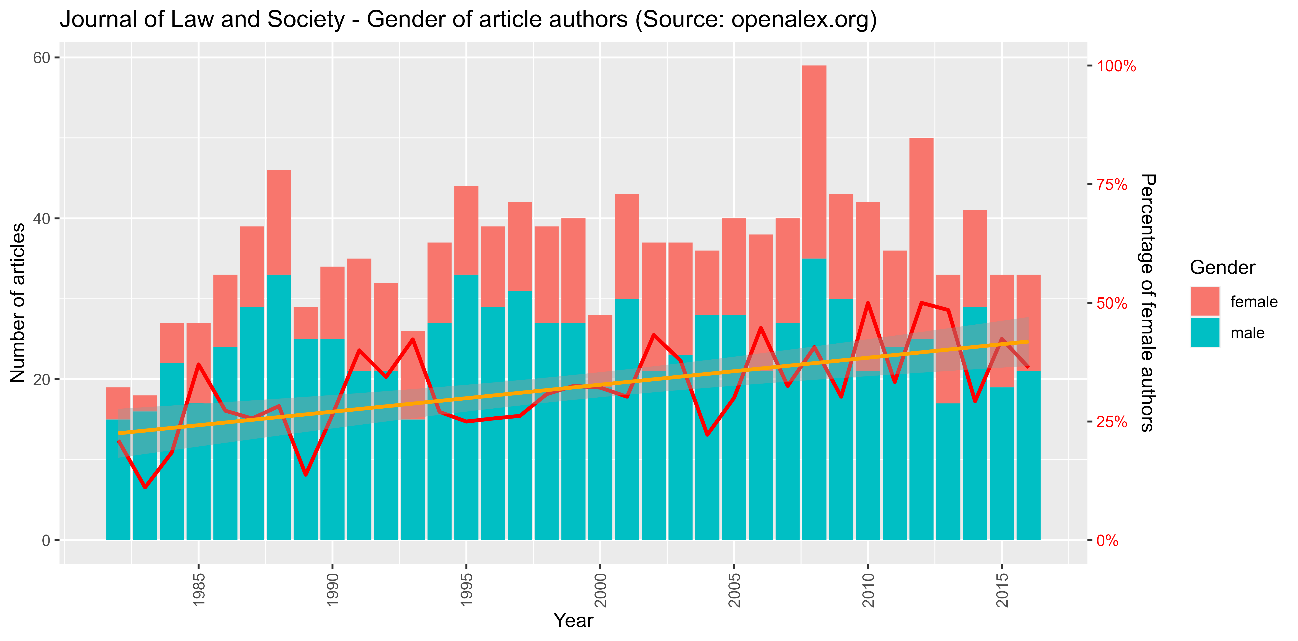 Journal of Law and Society - Gender of article authors (Source: openalex.org)
Number of articles
60
40
20
0
100%
75%
50%
25%
0%
Percentage of female authors
1985
1990
1995
2000
2005
2010
2015
Year
Gender
female
male